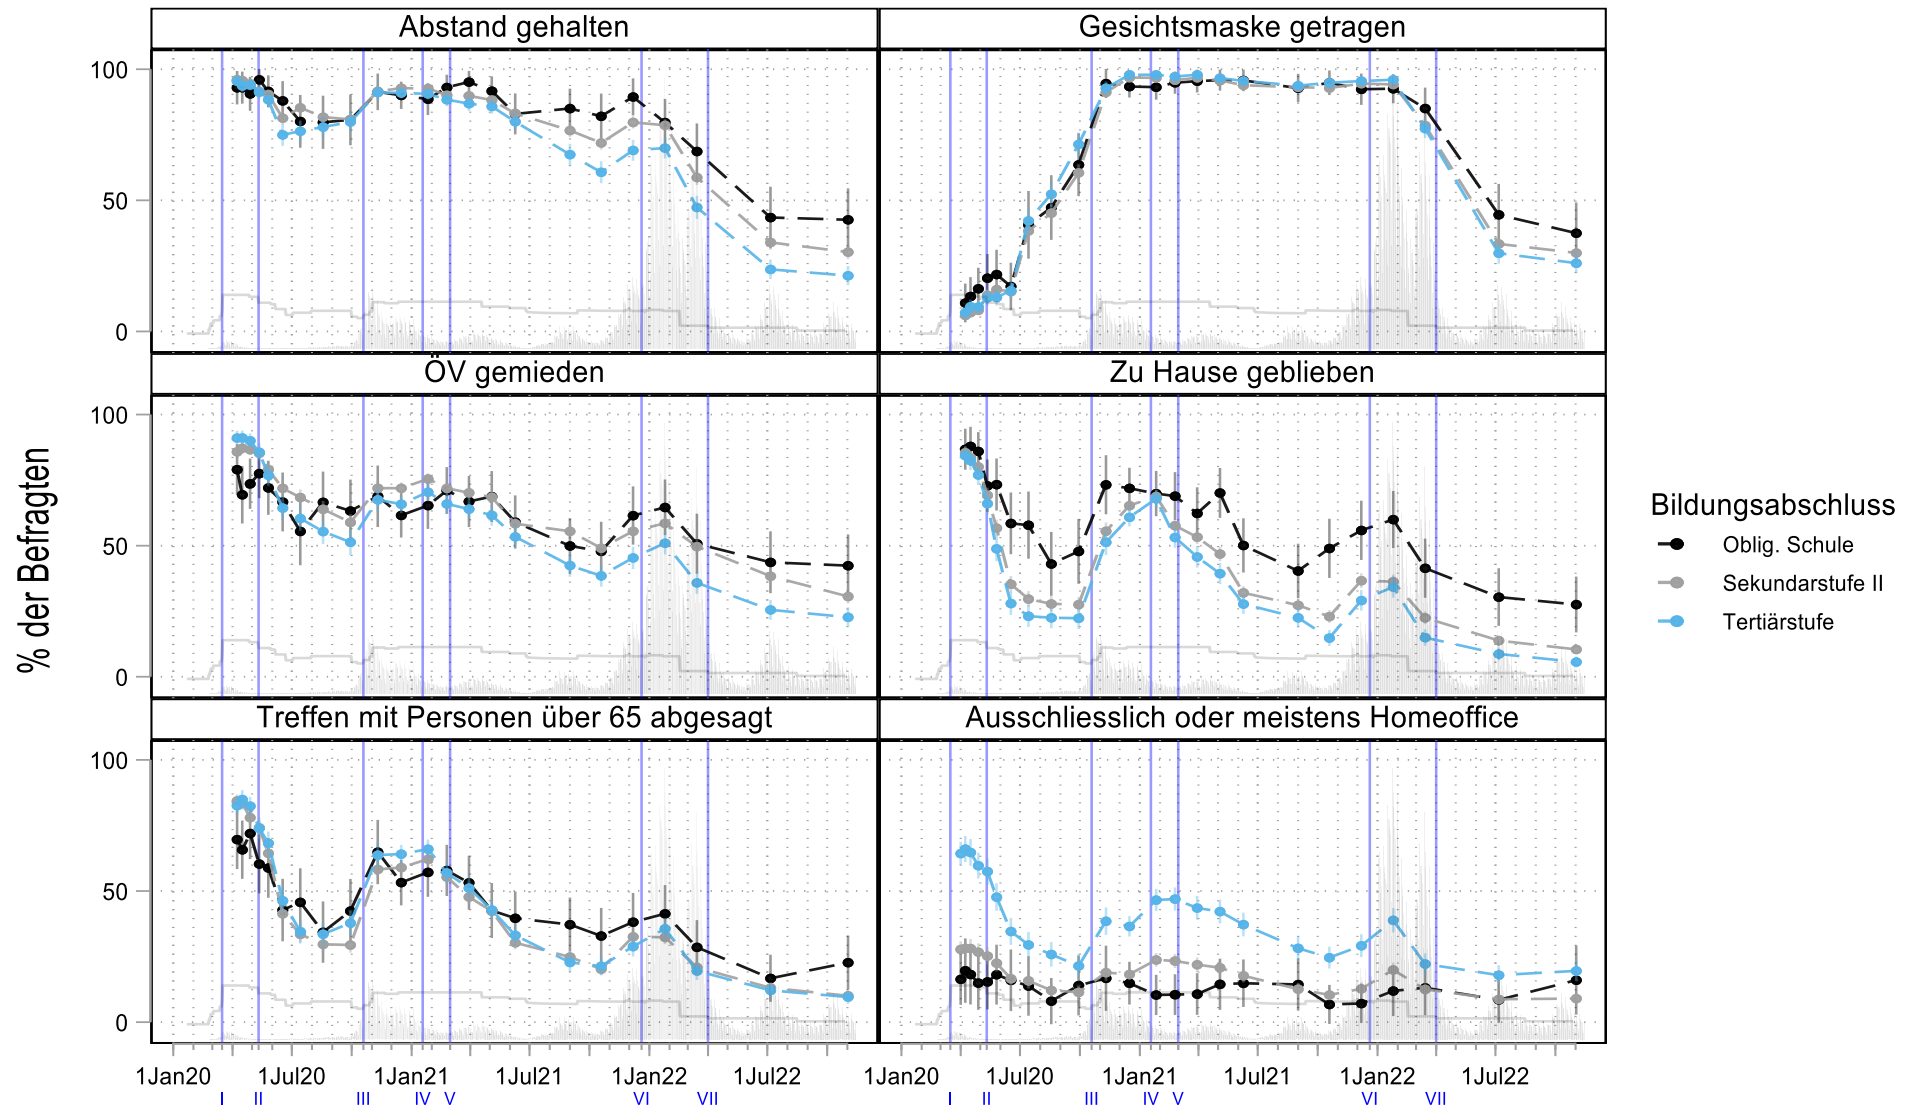 Abstand gehalten
Gesichtsmaske getragen
100
50
0
ÖV gemieden
Zu Hause geblieben
100
50
0
Treffen mit Personen über 65 abgesagt
Ausschliesslich oder meistens Homeoffice
100
50
0
% der Befragten
1Jan20 1Jul20 1Jan21 1Jul21 1Jan22 1Jul22
1Jan20 1Jul20 1Jan21 1Jul21 1Jan22 1Jul22
I II III IV V VI VII
I II III IV V VI VII
Bildungsabschluss
Oblig. Schule
Sekundarstufe II
Tertiärstufe